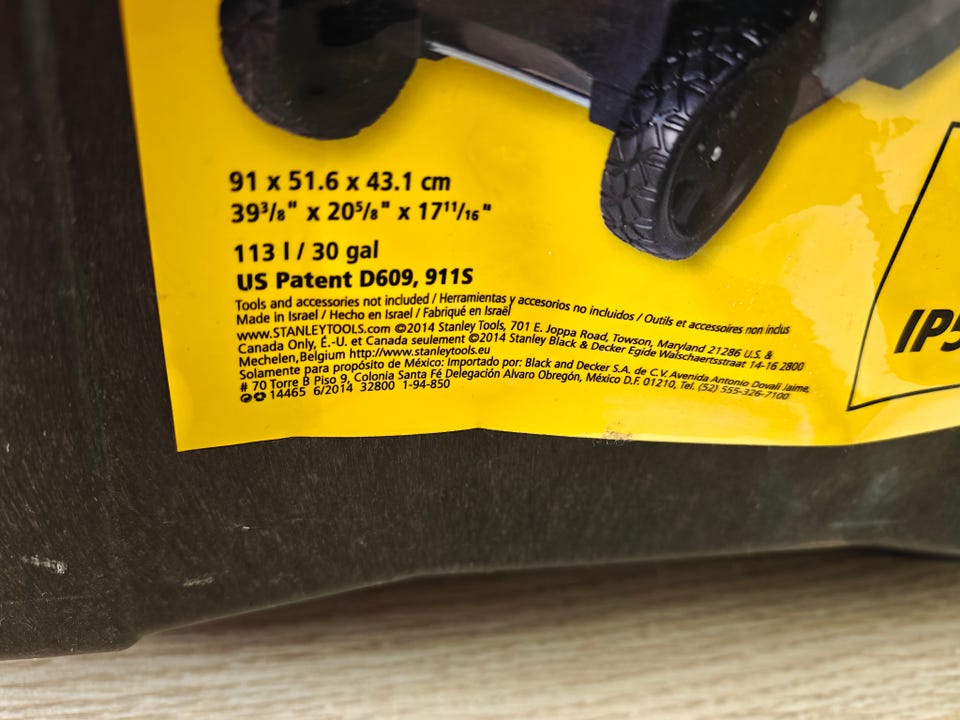 91 x 51.6 x 43.1 cm
39³/₈" x 20⁵/₈" x 17¹¹/₁₆"
113 l / 30 gal
US Patent D609, 911S
Tools and accessories not included / Herramientas y accesorios no incluidos / Outils et accessoires non inclus
Made in Israel / Hecho en Israel / Fabriqué en Israël
www.STANLEYTOOLS.com ©2014 Stanley Tools, 701 E. Joppa Road, Towson, Maryland 21286 U.S. &
Canada Only, É.-U. et Canada seulement ©2014 Stanley Black & Decker Egide Walschaertsstraat 14-16 2800
Mechelen,Belgium http://www.stanleytools.eu
Solamente para propósito de México: Importado por: Black and Decker S.A. de C.V. Avenida Antonio Dovali Jaime,
# 70 Torre B Piso 9, Colonia Santa Fé Delegación Alvaro Obregón, México D.F. 01210, Tel. (52) 555-326-7100
14465 6/2014 32800 1-94-850
IP5